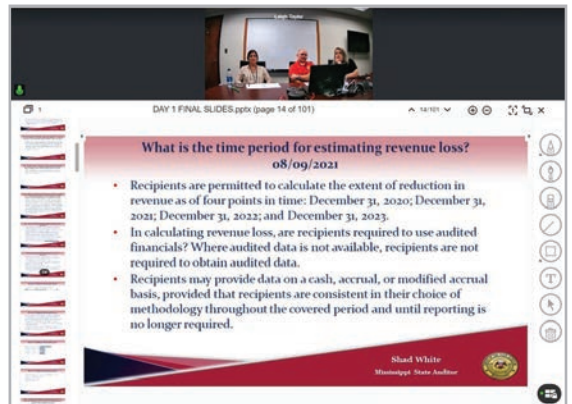 Leigh Taylor
1
DAY 1 FINAL SLIDES.pptx (page 14 of 101)
14/101
What is the time period for estimating revenue loss?
08/09/2021
• Recipients are permitted to calculate the extent of reduction in
revenue as of four points in time: December 31, 2020; December 31,
2021; December 31, 2022; and December 31, 2023.
• In calculating revenue loss, are recipients required to use audited
financials? Where audited data is not available, recipients are not
required to obtain audited data.
• Recipients may provide data on a cash, accrual, or modified accrual
basis, provided that recipients are consistent in their choice of
methodology throughout the covered period and until reporting is
no longer required.
Shad White
Mississippi State Auditor
T